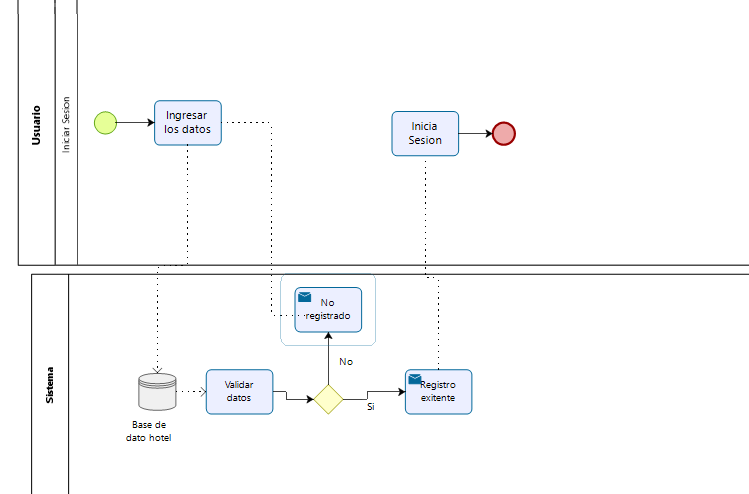 Usuario
Iniciar Sesion
Ingresar
los datos
Inicia
Sesion
Sistema
No
registrado
No
Validar
datos
Si
Registro
exitente
Base de
dato hotel